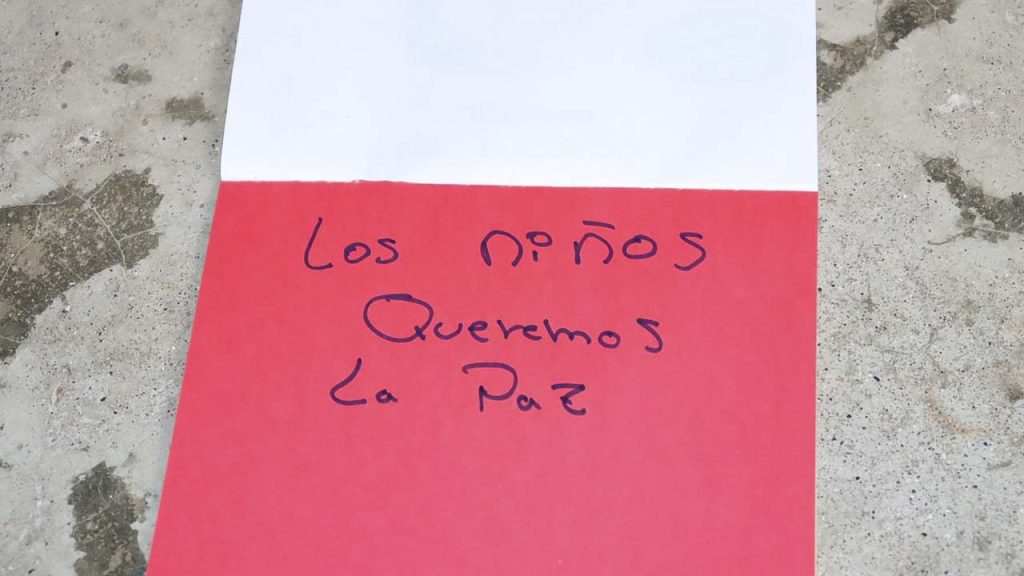 Los niños
Queremos
La Paz